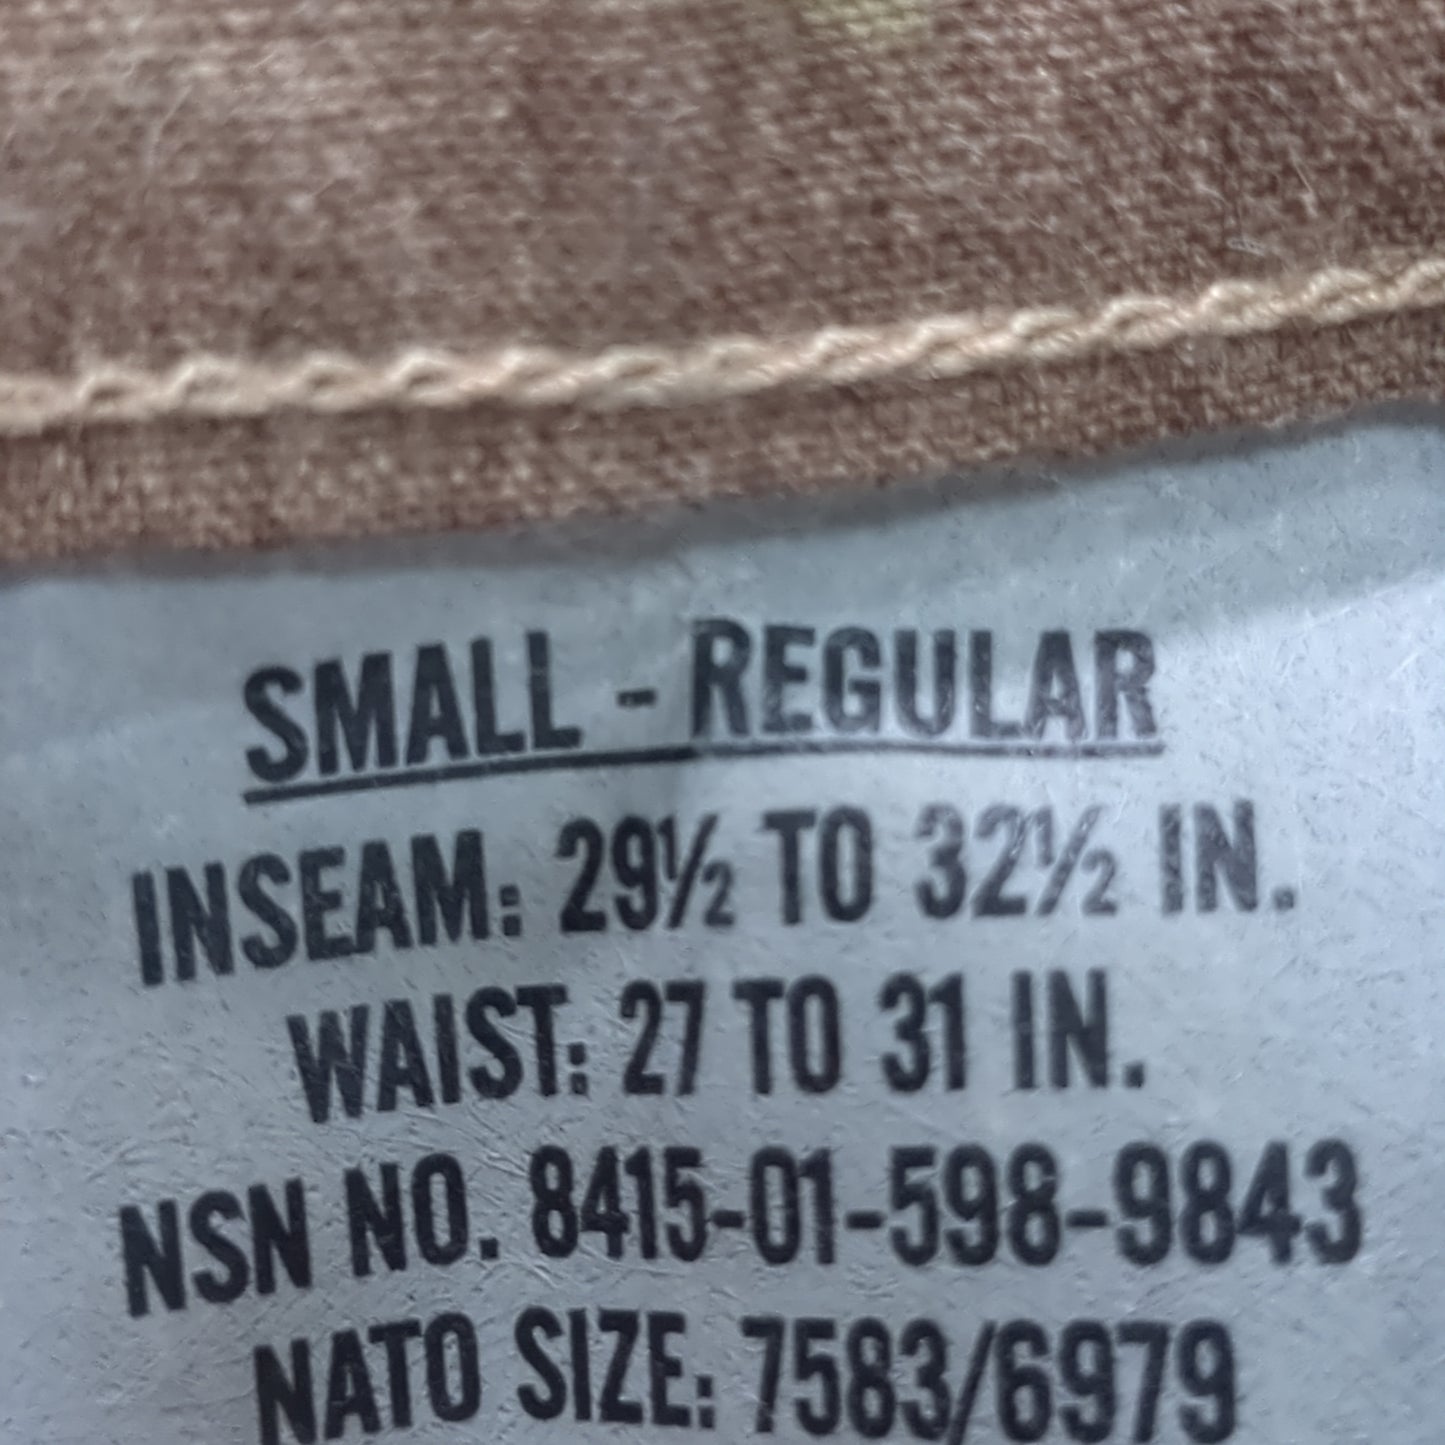 SMALL - REGULAR
INSEAM: 29½ TO 32½ IN.
WAIST: 27 TO 31 IN.
NSN NO. 8415-01-598-9843
NATO SIZE: 7583/6979